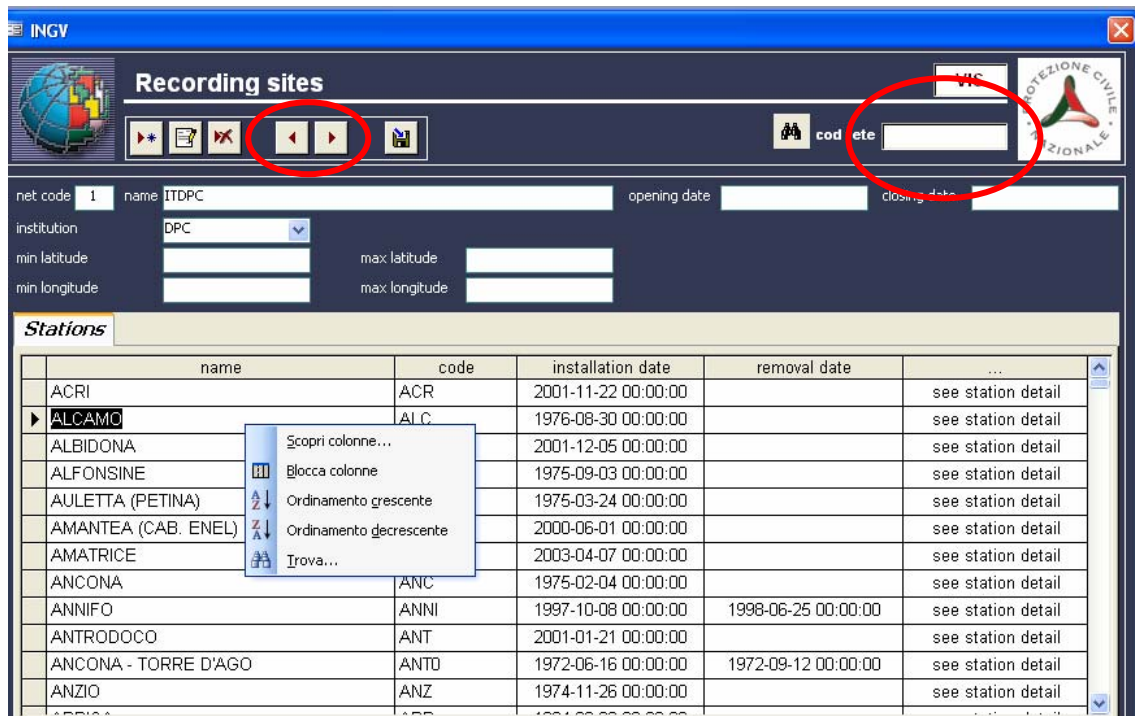 INGV
Recording sites
VIS
PROTEZIONE CIVILE NAZIONALE
cod rete
net code 1 name ITDPC opening date closing date
institution DPC
min latitude max latitude
min longitude max longitude
Stations
name code installation date removal date ...
ACRI ACR 2001-11-22 00:00:00 see station detail
ALCAMO ALC 1976-08-30 00:00:00 see station detail
ALBIDONA 2001-12-05 00:00:00 see station detail
ALFONSINE 1975-09-03 00:00:00 see station detail
AULETTA (PETINA) 1975-03-24 00:00:00 see station detail
AMANTEA (CAB. ENEL) 2000-06-01 00:00:00 see station detail
AMATRICE 2003-04-07 00:00:00 see station detail
ANCONA ANC 1975-02-04 00:00:00 see station detail
ANNIFO ANNI 1997-10-08 00:00:00 1998-06-25 00:00:00 see station detail
ANTRODOCO ANT 2001-01-21 00:00:00 see station detail
ANCONA - TORRE D'AGO ANT0 1972-06-16 00:00:00 1972-09-12 00:00:00 see station detail
ANZIO ANZ 1974-11-26 00:00:00 see station detail
Scopri colonne...
Blocca colonne
Ordinamento crescente
Ordinamento decrescente
Trova...